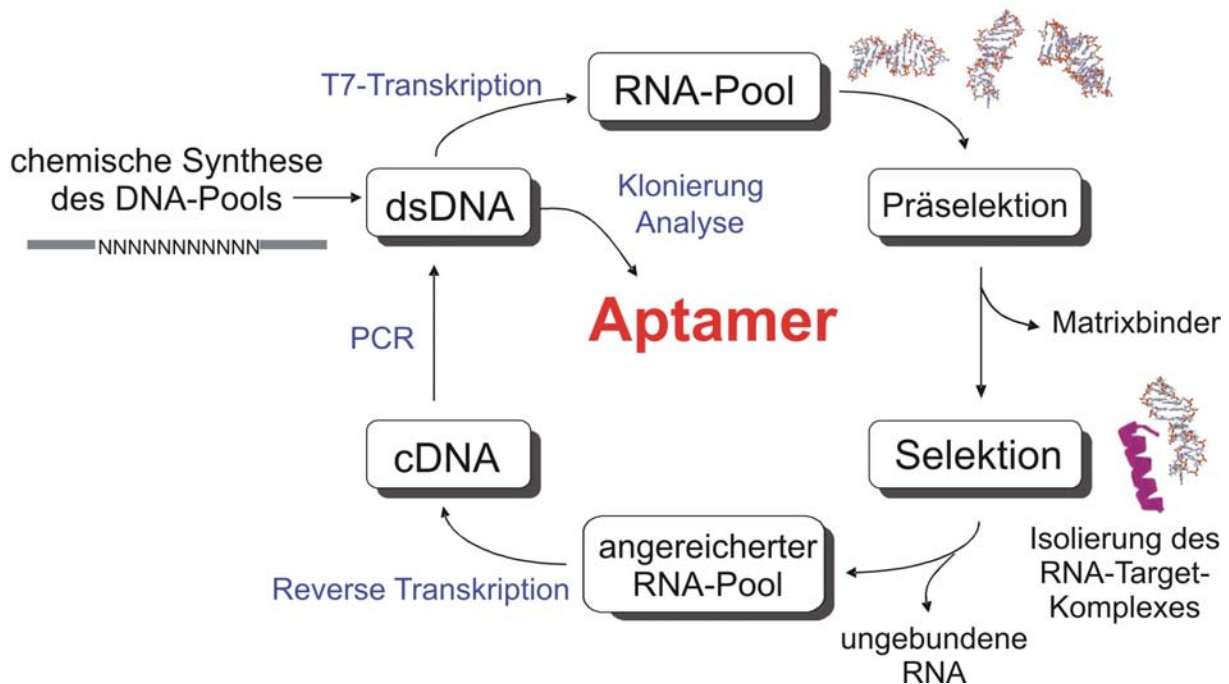 T7-Transkription
RNA-Pool
chemische Synthese
des DNA-Pools
NNNNNNNNNNN
dsDNA
Klonierung
Analyse
Präselektion
Aptamer
Matrixbinder
PCR
cDNA
Selektion
Isolierung des
RNA-Target-
Komplexes
angereicherter
RNA-Pool
Reverse Transkription
ungebundene
RNA